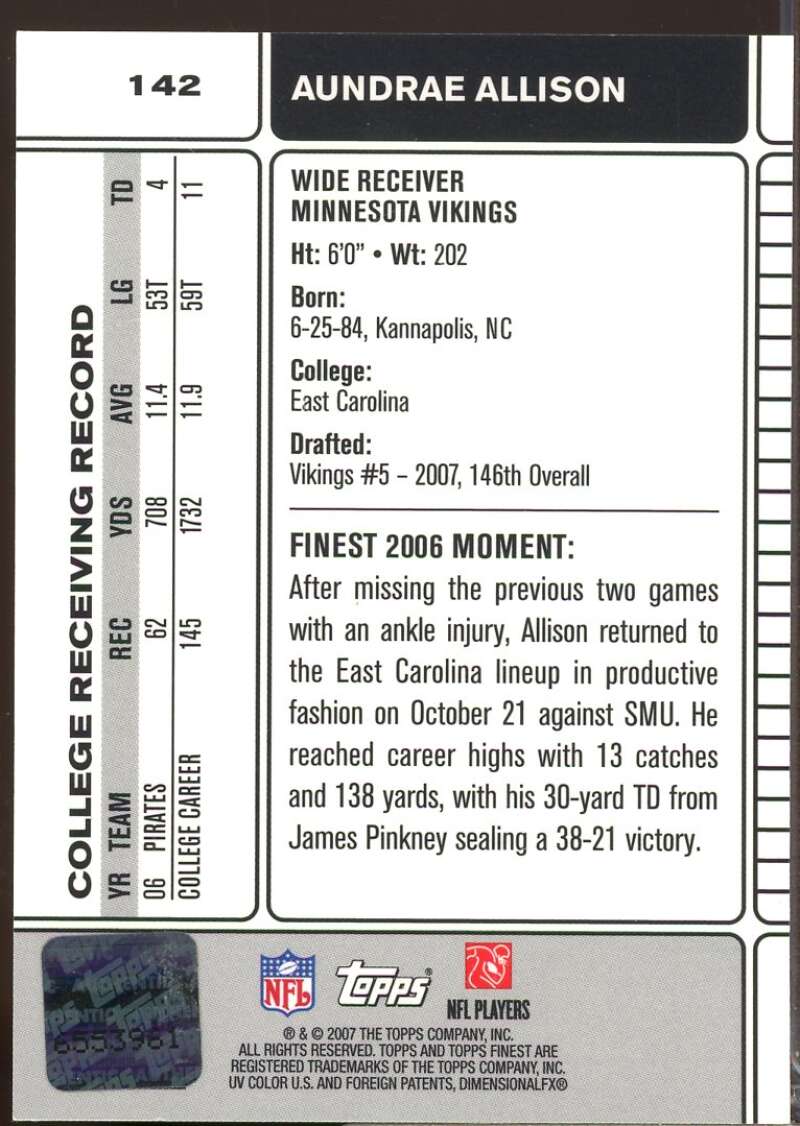 142
AUNDRAE ALLISON
COLLEGE RECEIVING RECORD
YR TEAM REC YDS AVG LG TD
06 PIRATES 62 708 11.4 53T 4
COLLEGE CAREER 145 1732 11.9 59T 11
WIDE RECEIVER
MINNESOTA VIKINGS
Ht: 6'0" • Wt: 202
Born:
6-25-84, Kannapolis, NC
College:
East Carolina
Drafted:
Vikings #5 – 2007, 146th Overall
FINEST 2006 MOMENT:
After missing the previous two games
with an ankle injury, Allison returned to
the East Carolina lineup in productive
fashion on October 21 against SMU. He
reached career highs with 13 catches
and 138 yards, with his 30-yard TD from
James Pinkney sealing a 38-21 victory.
topps
6553961
NFL
topps®
NFL PLAYERS
® & © 2007 THE TOPPS COMPANY, INC.
ALL RIGHTS RESERVED. TOPPS AND TOPPS FINEST ARE
REGISTERED TRADEMARKS OF THE TOPPS COMPANY, INC.
UV COLOR U.S. AND FOREIGN PATENTS, DIMENSIONALFX®